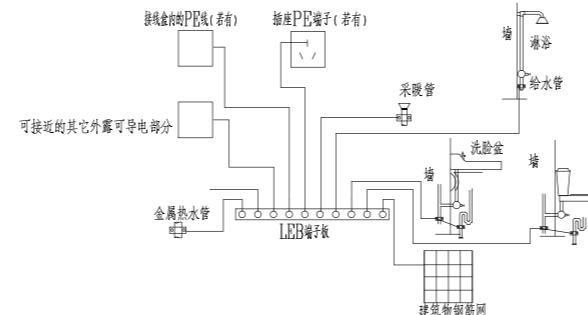 接线盒内的PE线(若有)
插座PE端子(若有)
墙
淋浴
给水管
采暖管
可接近的其它外露可导电部分
洗脸盆
墙
墙
金属热水管
LEB端子板
建筑物钢筋网